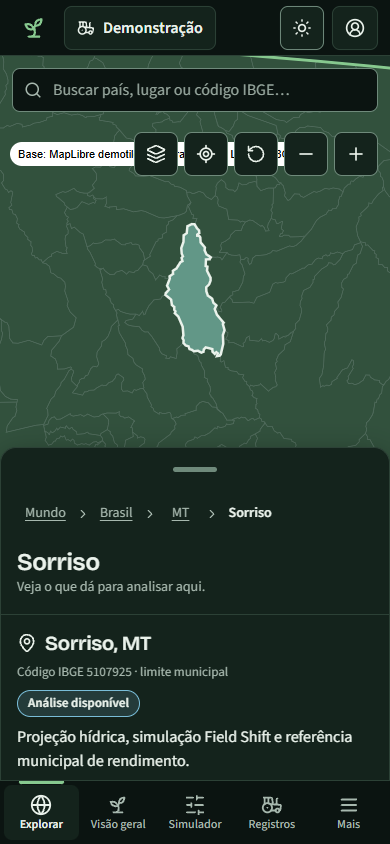 Demonstração
Buscar país, lugar ou código IBGE…
Base: MapLibre
Mundo
Brasil
MT
Sorriso
Sorriso
Veja o que dá para analisar aqui.
Sorriso, MT
Código IBGE 5107925 · limite municipal
Análise disponível
Projeção hídrica, simulação Field Shift e referência
municipal de rendimento.
Explorar
Visão geral
Simulador
Registros
Mais